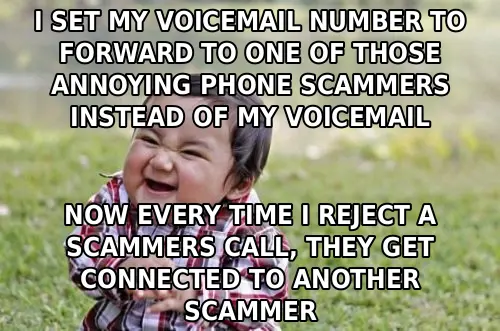 I SET MY VOICEMAIL NUMBER TO
FORWARD TO ONE OF THOSE
ANNOYING PHONE SCAMMERS
INSTEAD OF MY VOICEMAIL
NOW EVERY TIME I REJECT A
SCAMMERS CALL, THEY GET
CONNECTED TO ANOTHER
SCAMMER